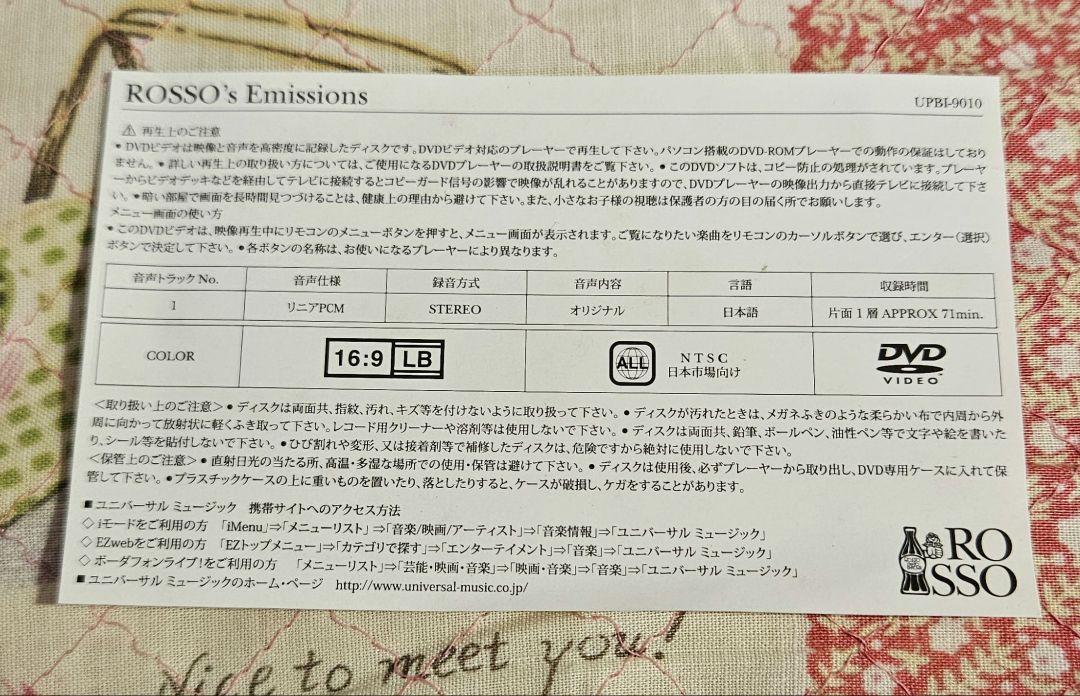 ROSSO's Emissions
UPBI-9010
⚠ 再生上のご注意
● DVDビデオは映像と音声を高密度に記録したディスクです。DVDビデオ対応のプレーヤーで再生して下さい。パソコン搭載のDVD-ROMプレーヤーでの動作の保証はしており
ません。● 詳しい再生上の取り扱い方については、ご使用になるDVDプレーヤーの取扱説明書をご覧下さい。● このDVDソフトは、コピー防止の処理がされています。プレーヤ
ーからビデオデッキなどを経由してテレビに接続するとコピーガード信号の影響で映像が乱れることがありますので、DVDプレーヤーの映像出力から直接テレビに接続して下さ
い。● 暗い部屋で画面を長時間見つづけることは、健康上の理由から避けて下さい。また、小さなお子様の視聴は保護者の方の目の届く所でお願いします。
メニュー画面の使い方
● このDVDビデオは、映像再生中にリモコンのメニューボタンを押すと、メニュー画面が表示されます。ご覧になりたい楽曲をリモコンのカーソルボタンで選び、エンター(選択)
ボタンで決定して下さい。● 各ボタンの名称は、お使いになるプレーヤーにより異なります。
音声トラックNo. 音声仕様 録音方式 音声内容 言語 収録時間
1 リニアPCM STEREO オリジナル 日本語 片面1層 APPROX 71min.
COLOR 16:9 LB ALL NTSC 日本市場向け DVD VIDEO
<取り扱い上のご注意> ● ディスクは両面共、指紋、汚れ、キズ等を付けないように取り扱って下さい。● ディスクが汚れたときは、メガネふきのような柔らかい布で内周から外
周に向かって放射状に軽くふき取って下さい。レコード用クリーナーや溶剤等は使用しないで下さい。● ディスクは両面共、鉛筆、ボールペン、油性ペン等で文字や絵を書いた
り、シール等を貼付しないで下さい。● ひび割れや変形、又は接着剤等で補修したディスクは、危険ですから絶対に使用しないで下さい。
<保管上のご注意> ● 直射日光の当たる所、高温・多湿な場所での使用・保管は避けて下さい。● ディスクは使用後、必ずプレーヤーから取り出し、DVD専用ケースに入れて保
管して下さい。● プラスチックケースの上に重いものを置いたり、落としたりすると、ケースが破損し、ケガをすることがあります。
■ ユニバーサル ミュージック 携帯サイトへのアクセス方法
◇ iモードをご利用の方 「iMenu」⇒「メニューリスト」⇒「音楽/映画/アーティスト」⇒「音楽情報」⇒「ユニバーサル ミュージック」
◇ EZwebをご利用の方 「EZトップメニュー」⇒「カテゴリで探す」⇒「エンターテイメント」⇒「音楽」⇒「ユニバーサル ミュージック」
◇ ボーダフォンライブ!をご利用の方 「メニューリスト」⇒「芸能・映画・音楽」⇒「映画・音楽」⇒「音楽」⇒「ユニバーサル ミュージック」
■ ユニバーサル ミュージックのホーム・ページ http://www.universal-music.co.jp/
RO
SSO
Nice to meet you!